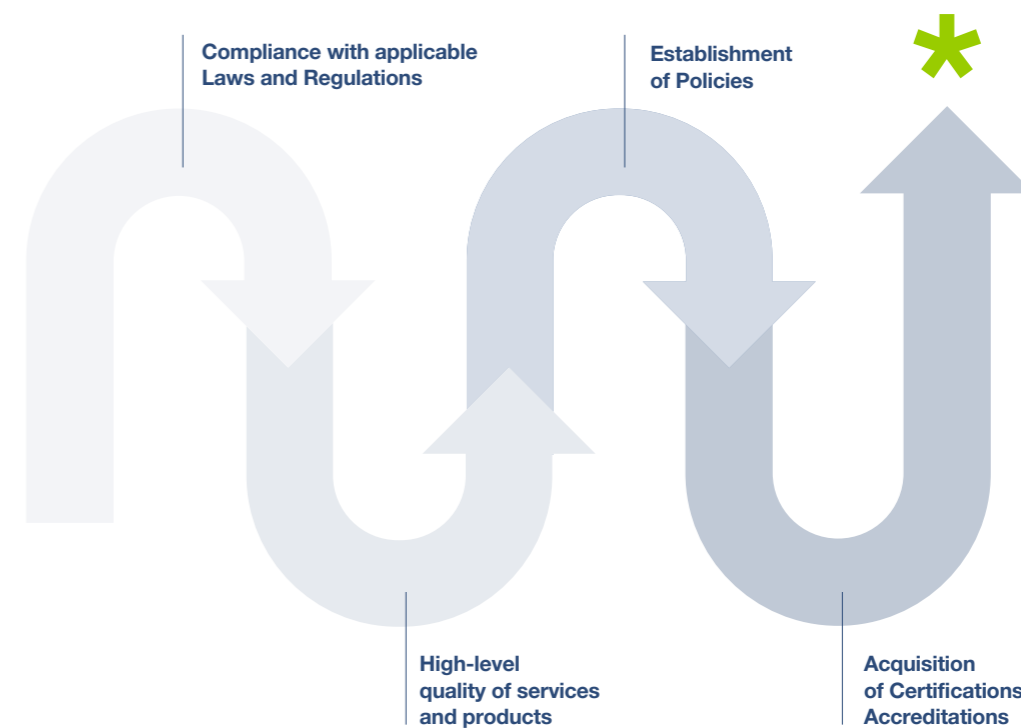 Compliance with applicable
Laws and Regulations
Establishment
of Policies
High-level
quality of services
and products
Acquisition
of Certifications
Accreditations